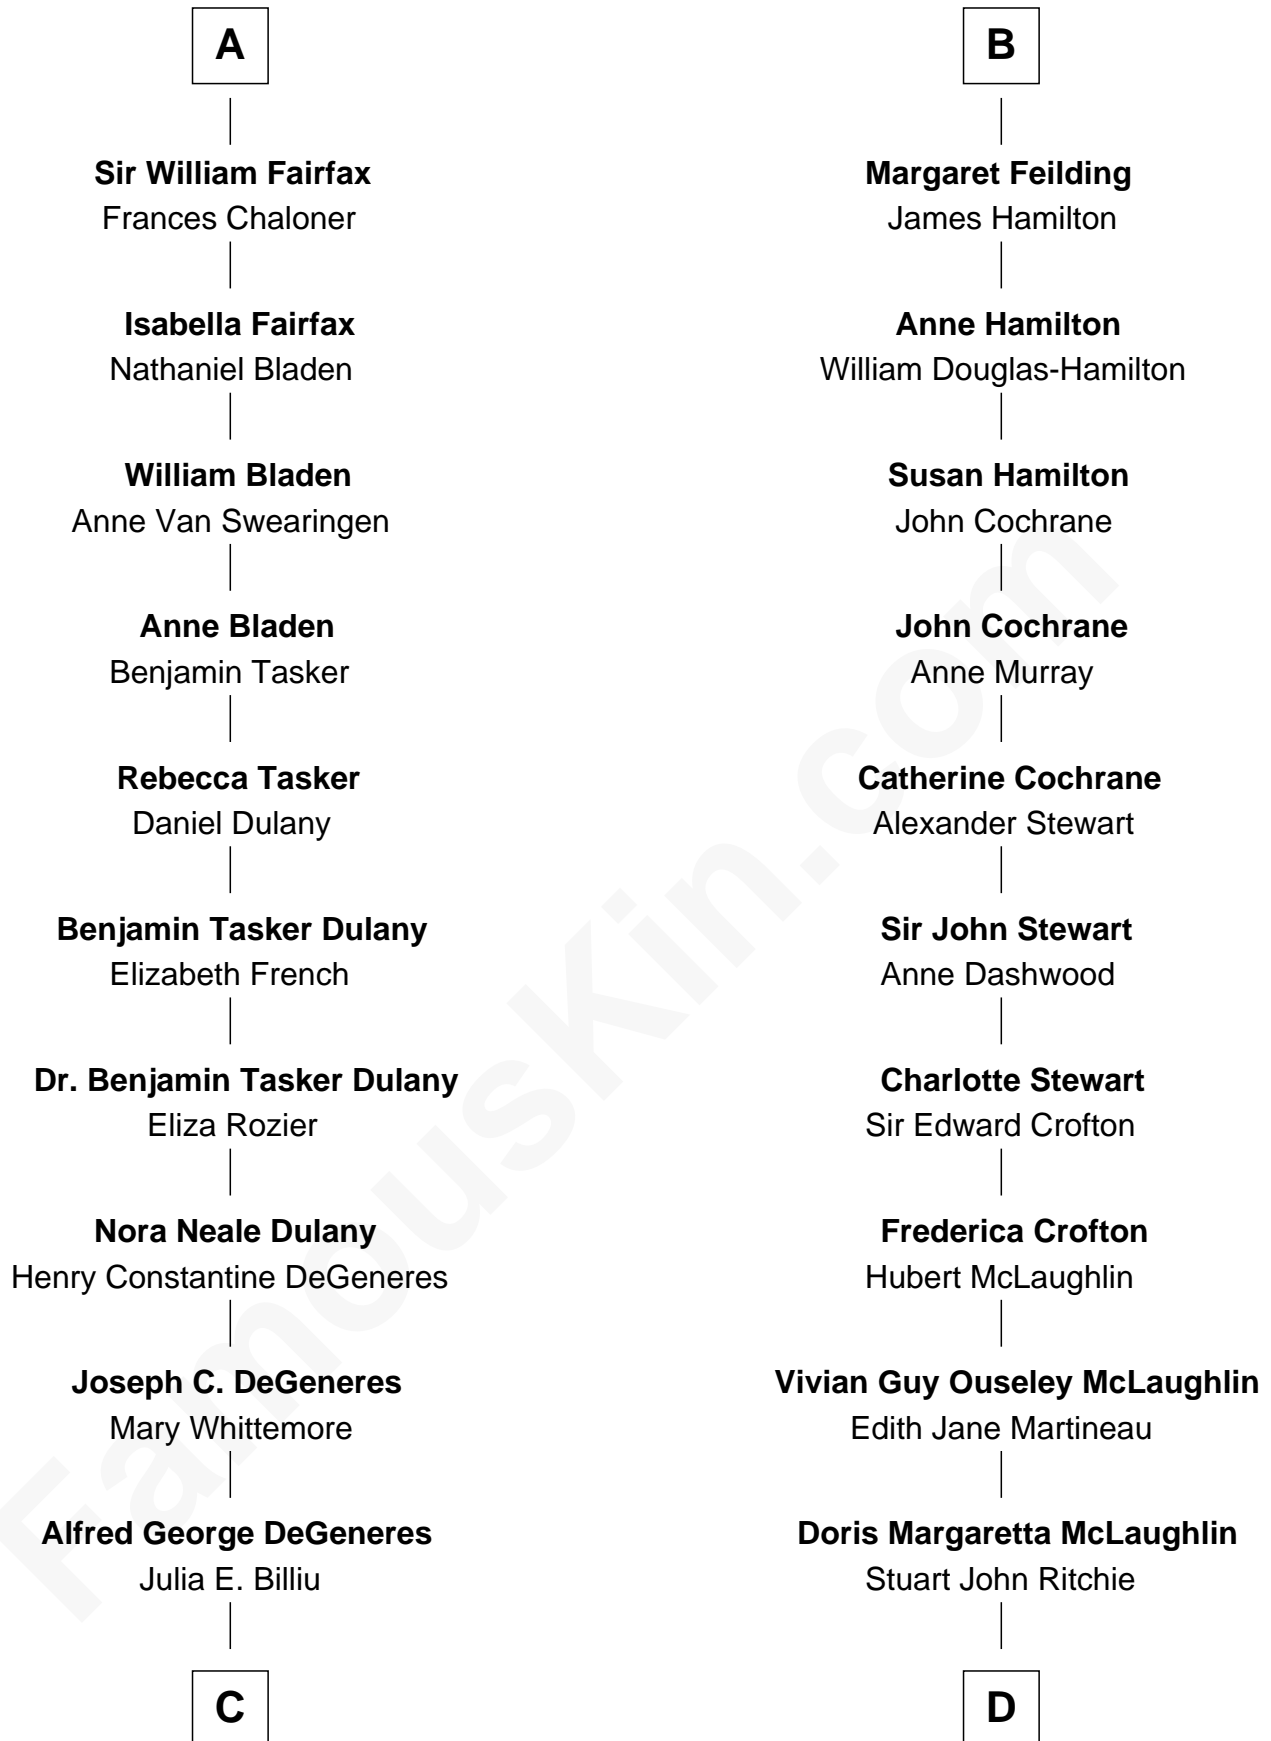 A
Sir William Fairfax
Frances Chaloner
Isabella Fairfax
Nathaniel Bladen
William Bladen
Anne Van Swearingen
Anne Bladen
Benjamin Tasker
Rebecca Tasker
Daniel Dulany
Benjamin Tasker Dulany
Elizabeth French
Dr. Benjamin Tasker Dulany
Eliza Rozier
Nora Neale Dulany
Henry Constantine DeGeneres
Joseph C. DeGeneres
Mary Whittemore
Alfred George DeGeneres
Julia E. Billiu
C
B
Margaret Feilding
James Hamilton
Anne Hamilton
William Douglas-Hamilton
Susan Hamilton
John Cochrane
John Cochrane
Anne Murray
Catherine Cochrane
Alexander Stewart
Sir John Stewart
Anne Dashwood
Charlotte Stewart
Sir Edward Crofton
Frederica Crofton
Hubert McLaughlin
Vivian Guy Ouseley McLaughlin
Edith Jane Martineau
Doris Margaretta McLaughlin
Stuart John Ritchie
D
FamousKin.com